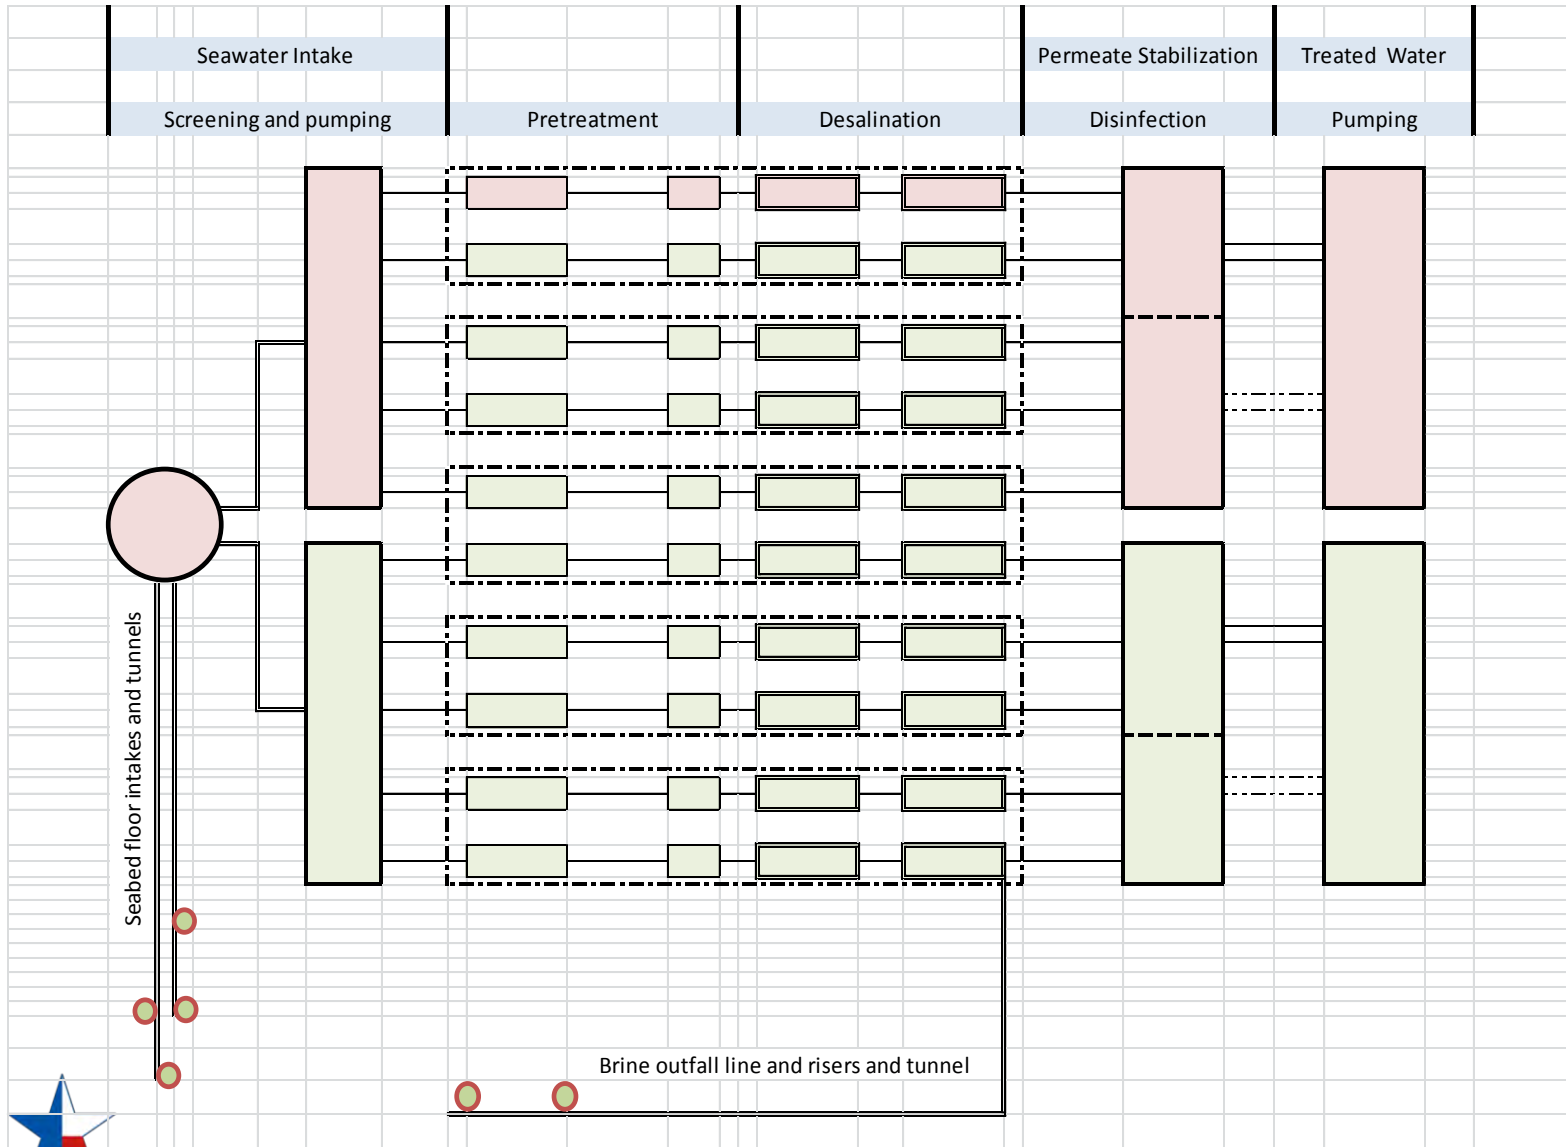 Seawater Intake
Permeate Stabilization
Treated Water
Screening and pumping
Pretreatment
Desalination
Disinfection
Pumping
Seabed floor intakes and tunnels
Brine outfall line and risers and tunnel